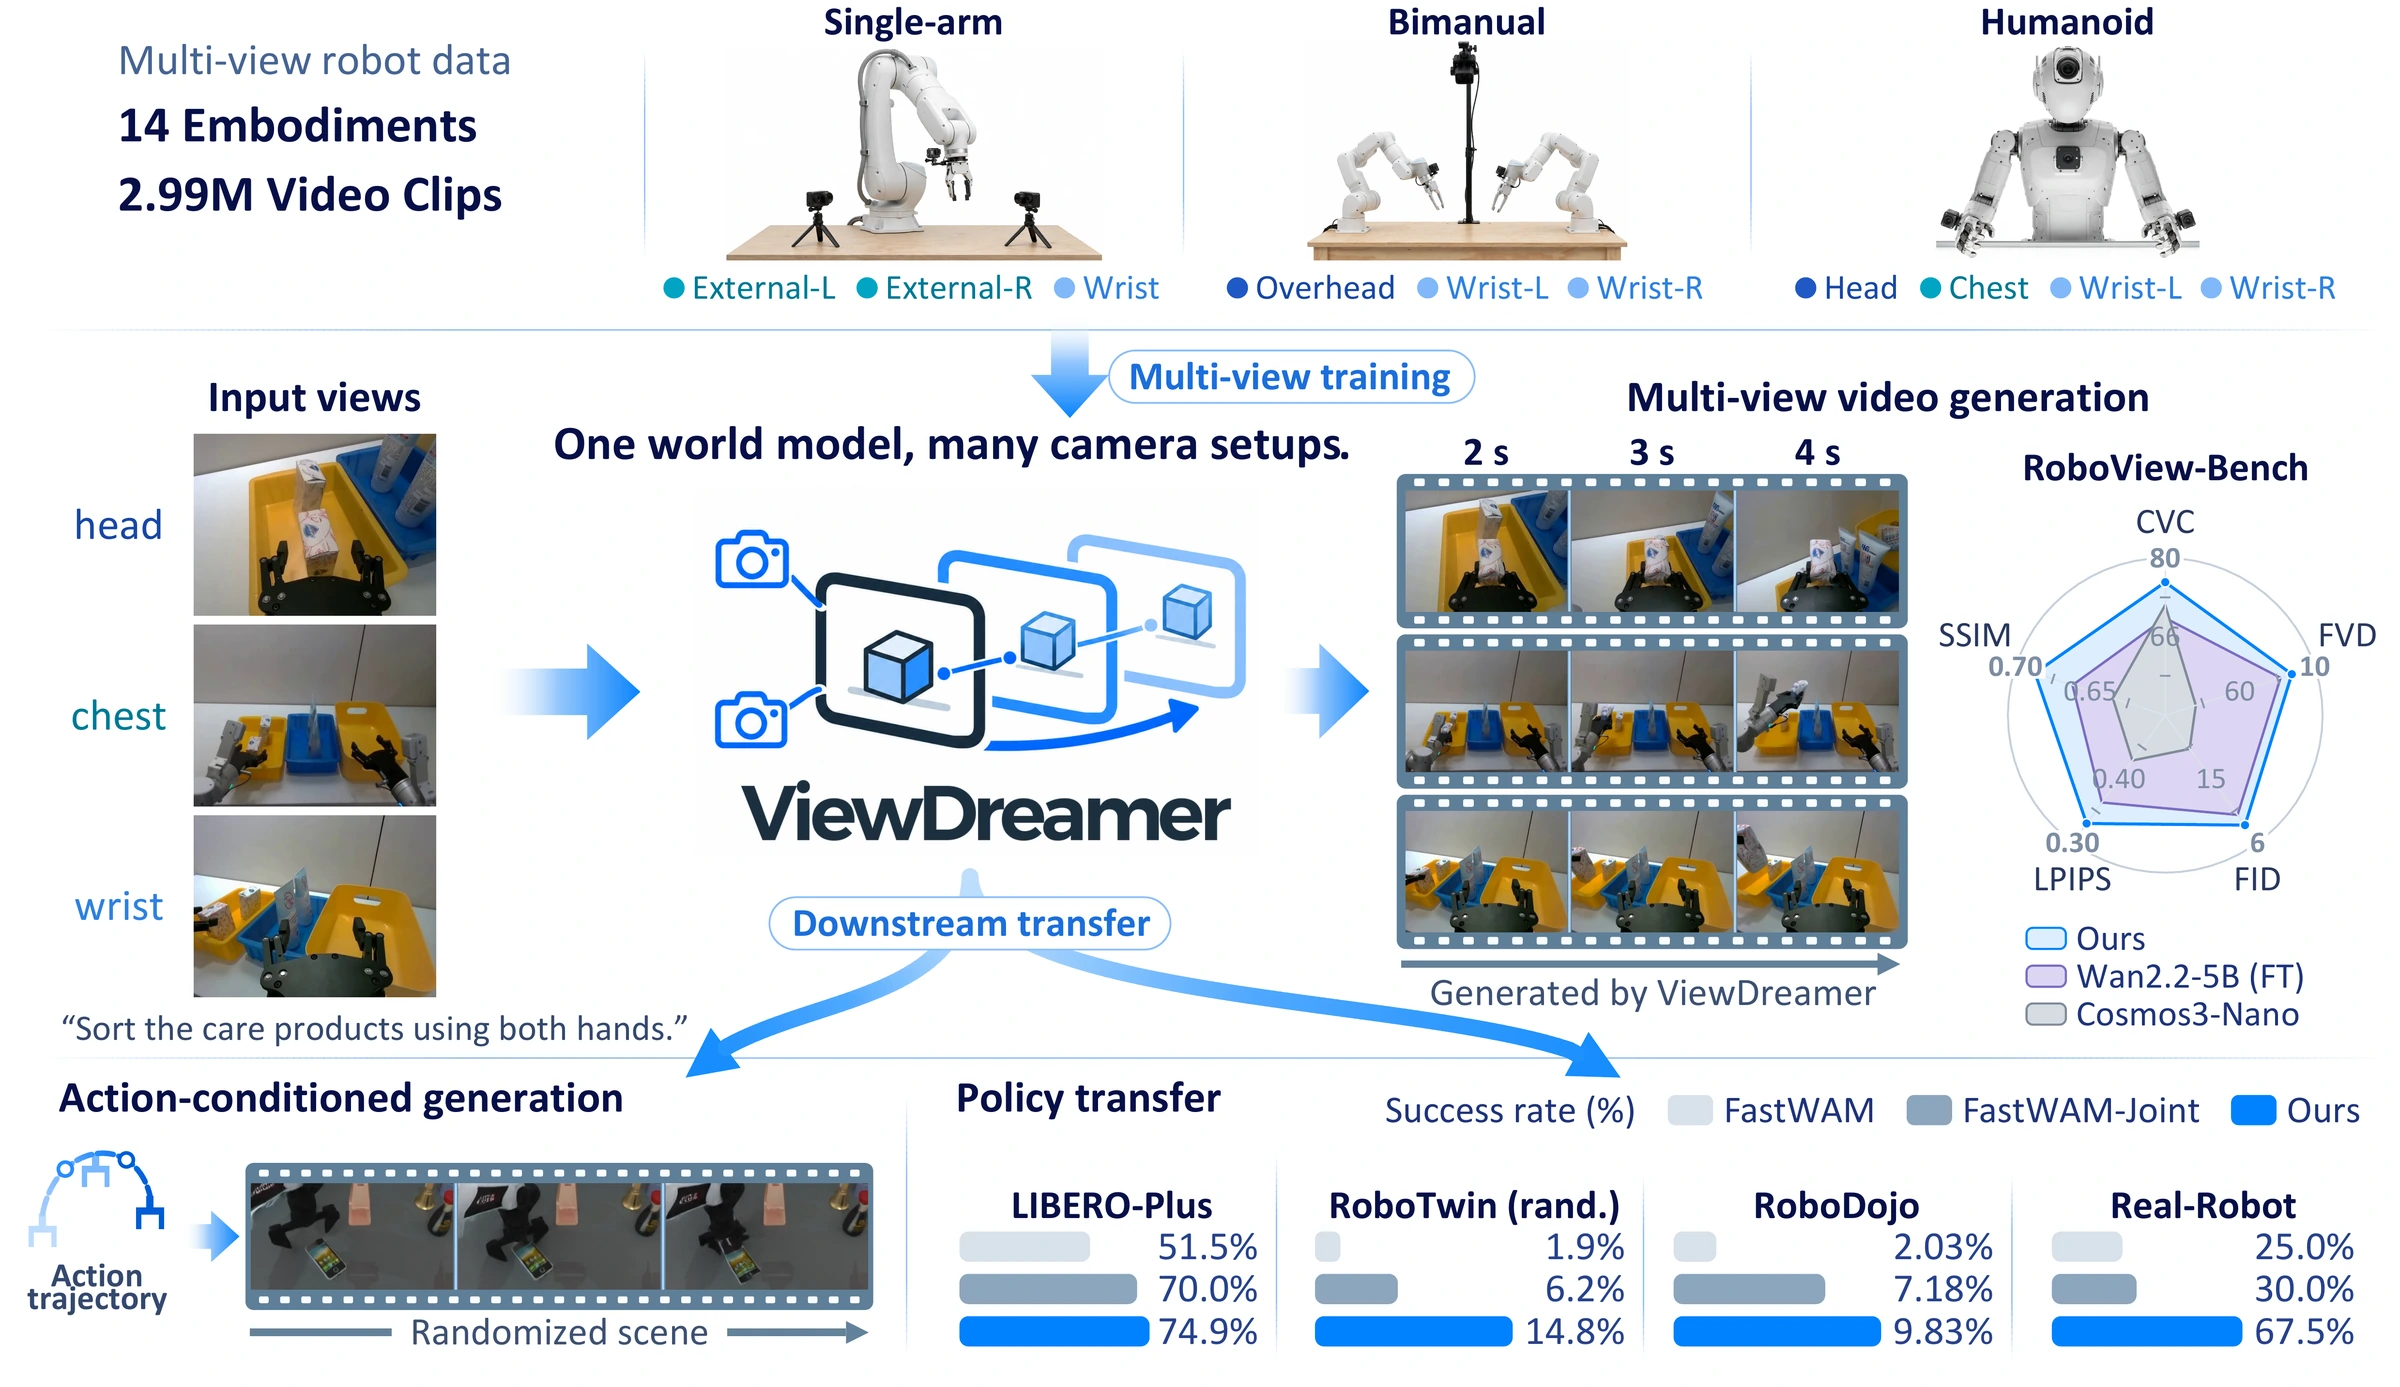 Multi-view robot data
14 Embodiments
2.99M Video Clips
Single-arm
External-L External-R Wrist
Bimanual
Overhead Wrist-L Wrist-R
Humanoid
Head Chest Wrist-L Wrist-R
Multi-view training
Input views
head
chest
wrist
“Sort the care products using both hands.”
One world model, many camera setups.
ViewDreamer
Downstream transfer
Multi-view video generation
2 s 3 s 4 s
Generated by ViewDreamer
RoboView-Bench
CVC
80
66
SSIM
0.70
0.65
FVD
10
60
0.40
15
0.30
6
LPIPS
FID
Ours
Wan2.2-5B (FT)
Cosmos3-Nano
Action-conditioned generation
Action
trajectory
Randomized scene
Policy transfer
Success rate (%) FastWAM FastWAM-Joint Ours
LIBERO-Plus
51.5%
70.0%
74.9%
RoboTwin (rand.)
1.9%
6.2%
14.8%
RoboDojo
2.03%
7.18%
9.83%
Real-Robot
25.0%
30.0%
67.5%